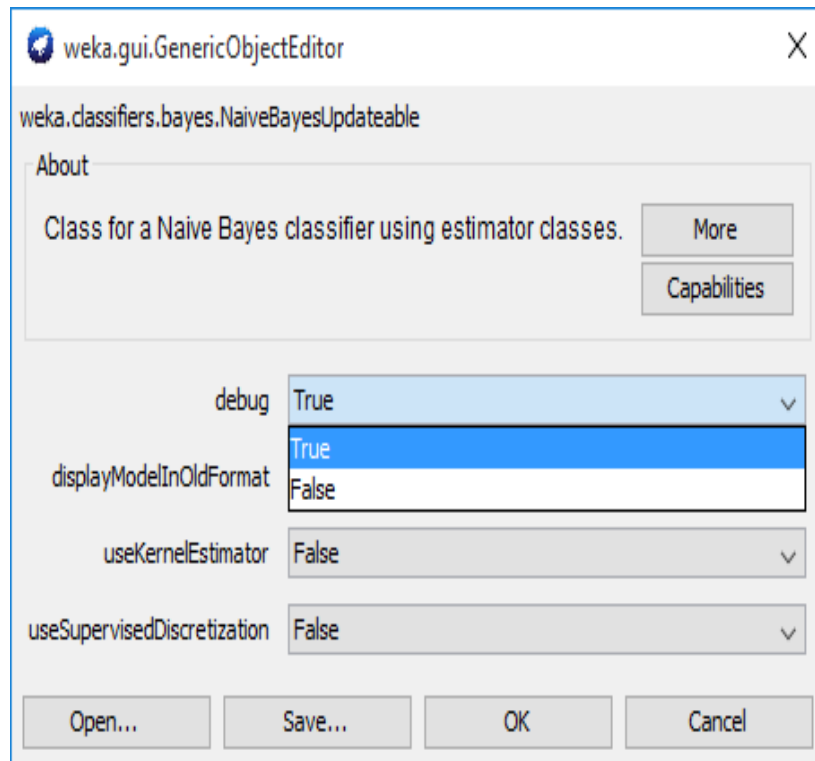 weka.gui.GenericObjectEditor
weka.classifiers.bayes.NaiveBayesUpdateable
About
Class for a Naive Bayes classifier using estimator classes.
More
Capabilities
debug True
True
displayModelInOldFormat
False
useKernelEstimator False
useSupervisedDiscretization False
Open... Save... OK Cancel